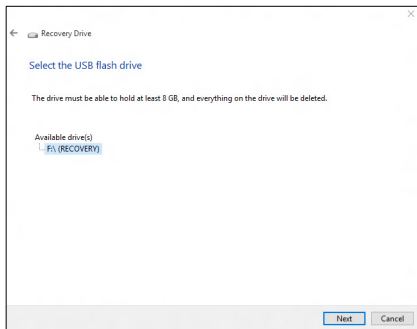 Recovery Drive
Select the USB flash drive
The drive must be able to hold at least 8 GB, and everything on the drive will be deleted.
Available drive(s)
F:\ (RECOVERY)
Next Cancel